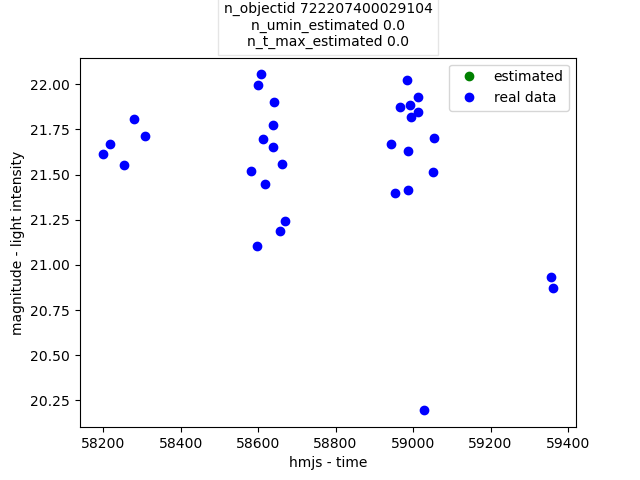 n_objectid 722207400029104
n_umin_estimated 0.0
n_t_max_estimated 0.0
estimated
real data
22.00
21.75
21.50
21.25
21.00
20.75
20.50
20.25
magnitude - light intensity
58200 58400 58600 58800 59000 59200 59400
hmjs - time